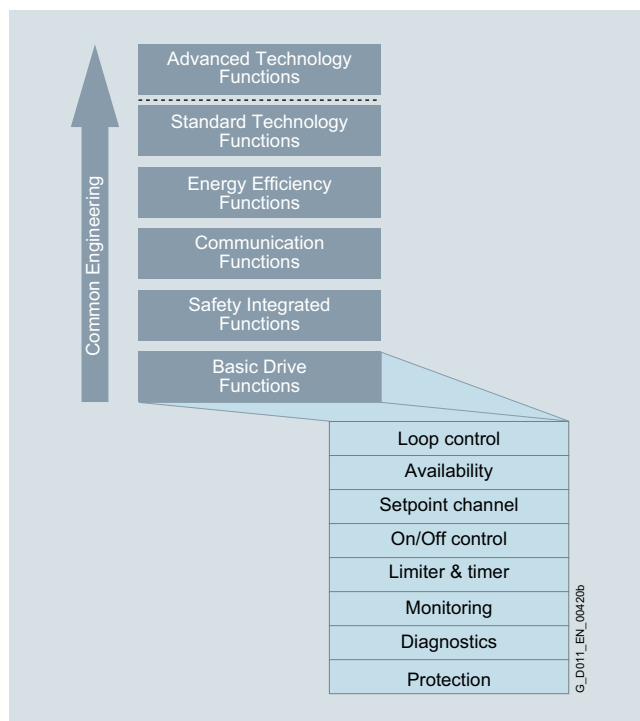 Advanced Technology
Functions
Standard Technology
Functions
Energy Efficiency
Functions
Communication
Functions
Safety Integrated
Functions
Basic Drive
Functions
Common Engineering
Loop control
Availability
Setpoint channel
On/Off control
Limiter & timer
Monitoring
Diagnostics
Protection
G_D011_EN_00420b